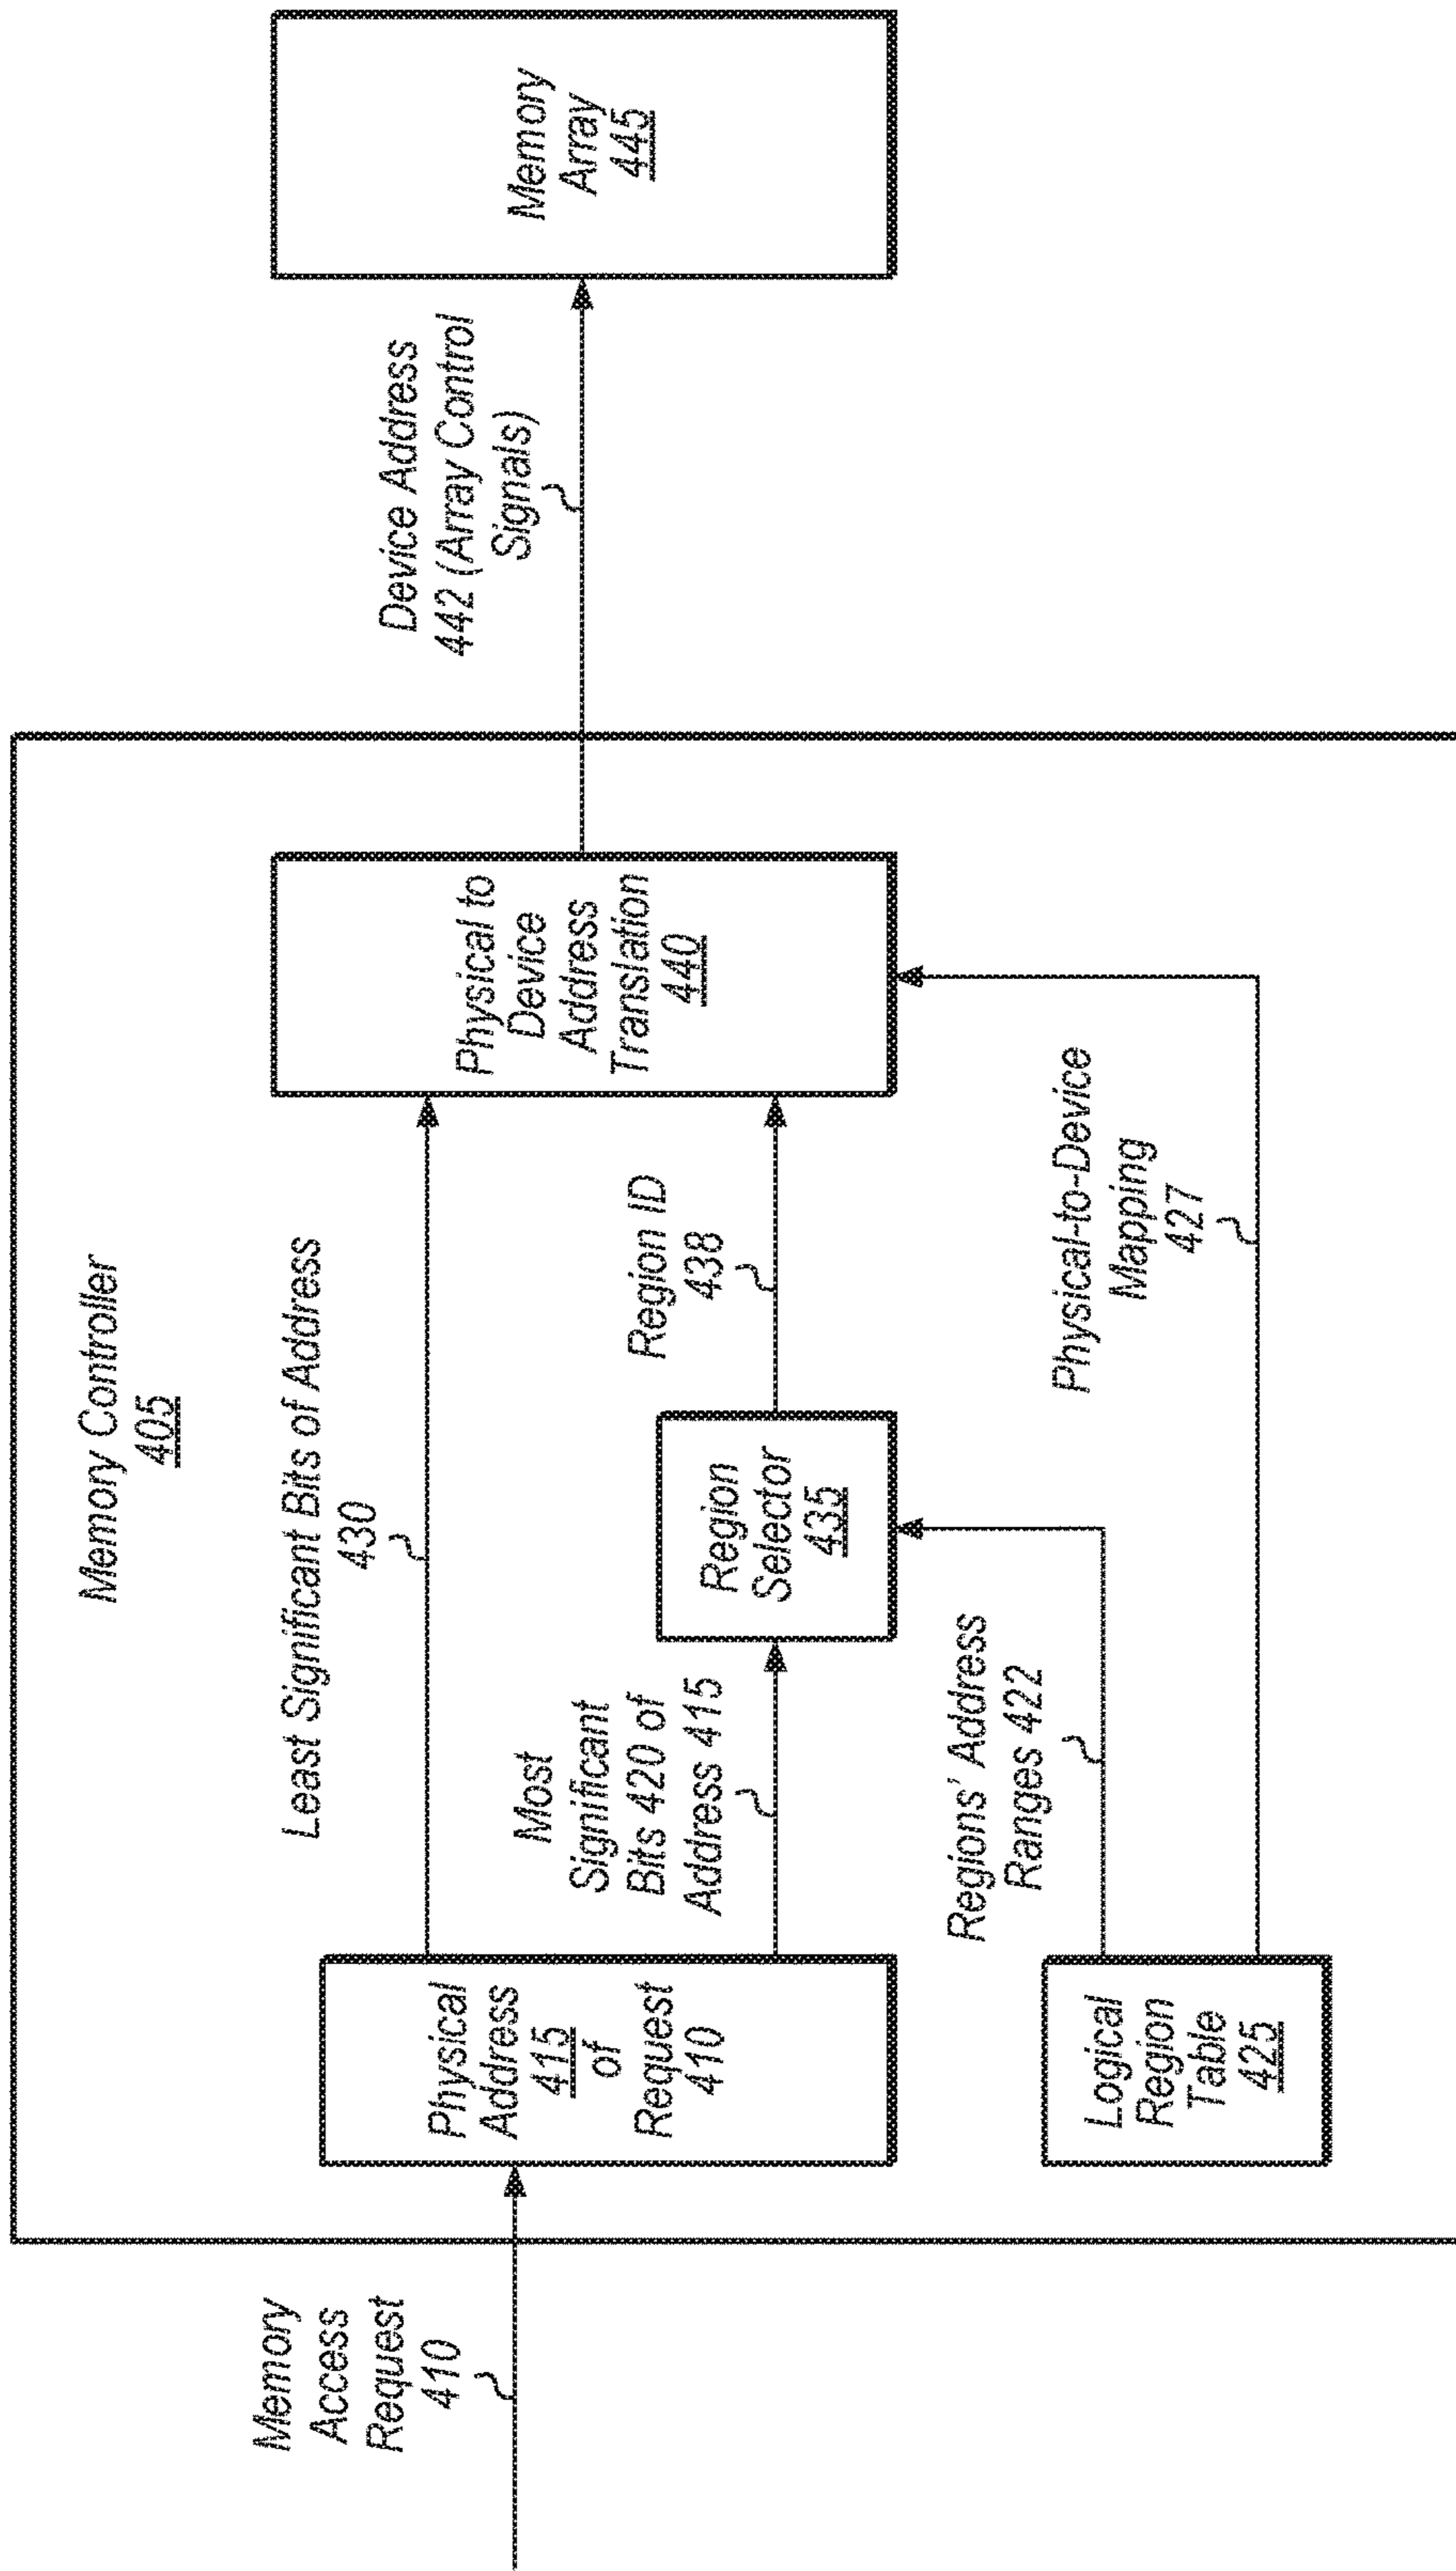 Memory Controller
405
Memory
Access
Request
410
Physical
Address
415
of
Request
410
Least Significant Bits of Address
430
Most
Significant
Bits 420 of
Address 415
Region
Selector
435
Region ID
438
Logical
Region
Table
425
Regions' Address
Ranges 422
Physical-to-Device
Mapping
427
Physical to
Device
Address
Translation
440
Device Address
442 (Array Control
Signals)
Memory
Array
445